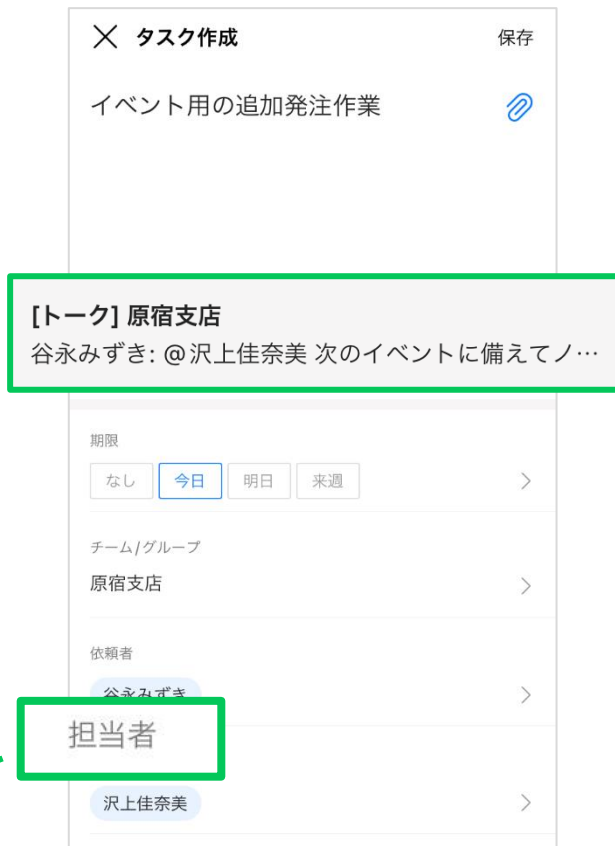 タスク作成 保存
イベント用の追加発注作業
[トーク] 原宿支店
谷永みずき: @沢上佳奈美 次のイベントに備えてノ…
期限
なし 今日 明日 来週
チーム/グループ
原宿支店
依頼者
谷永みずき
担当者
沢上佳奈美